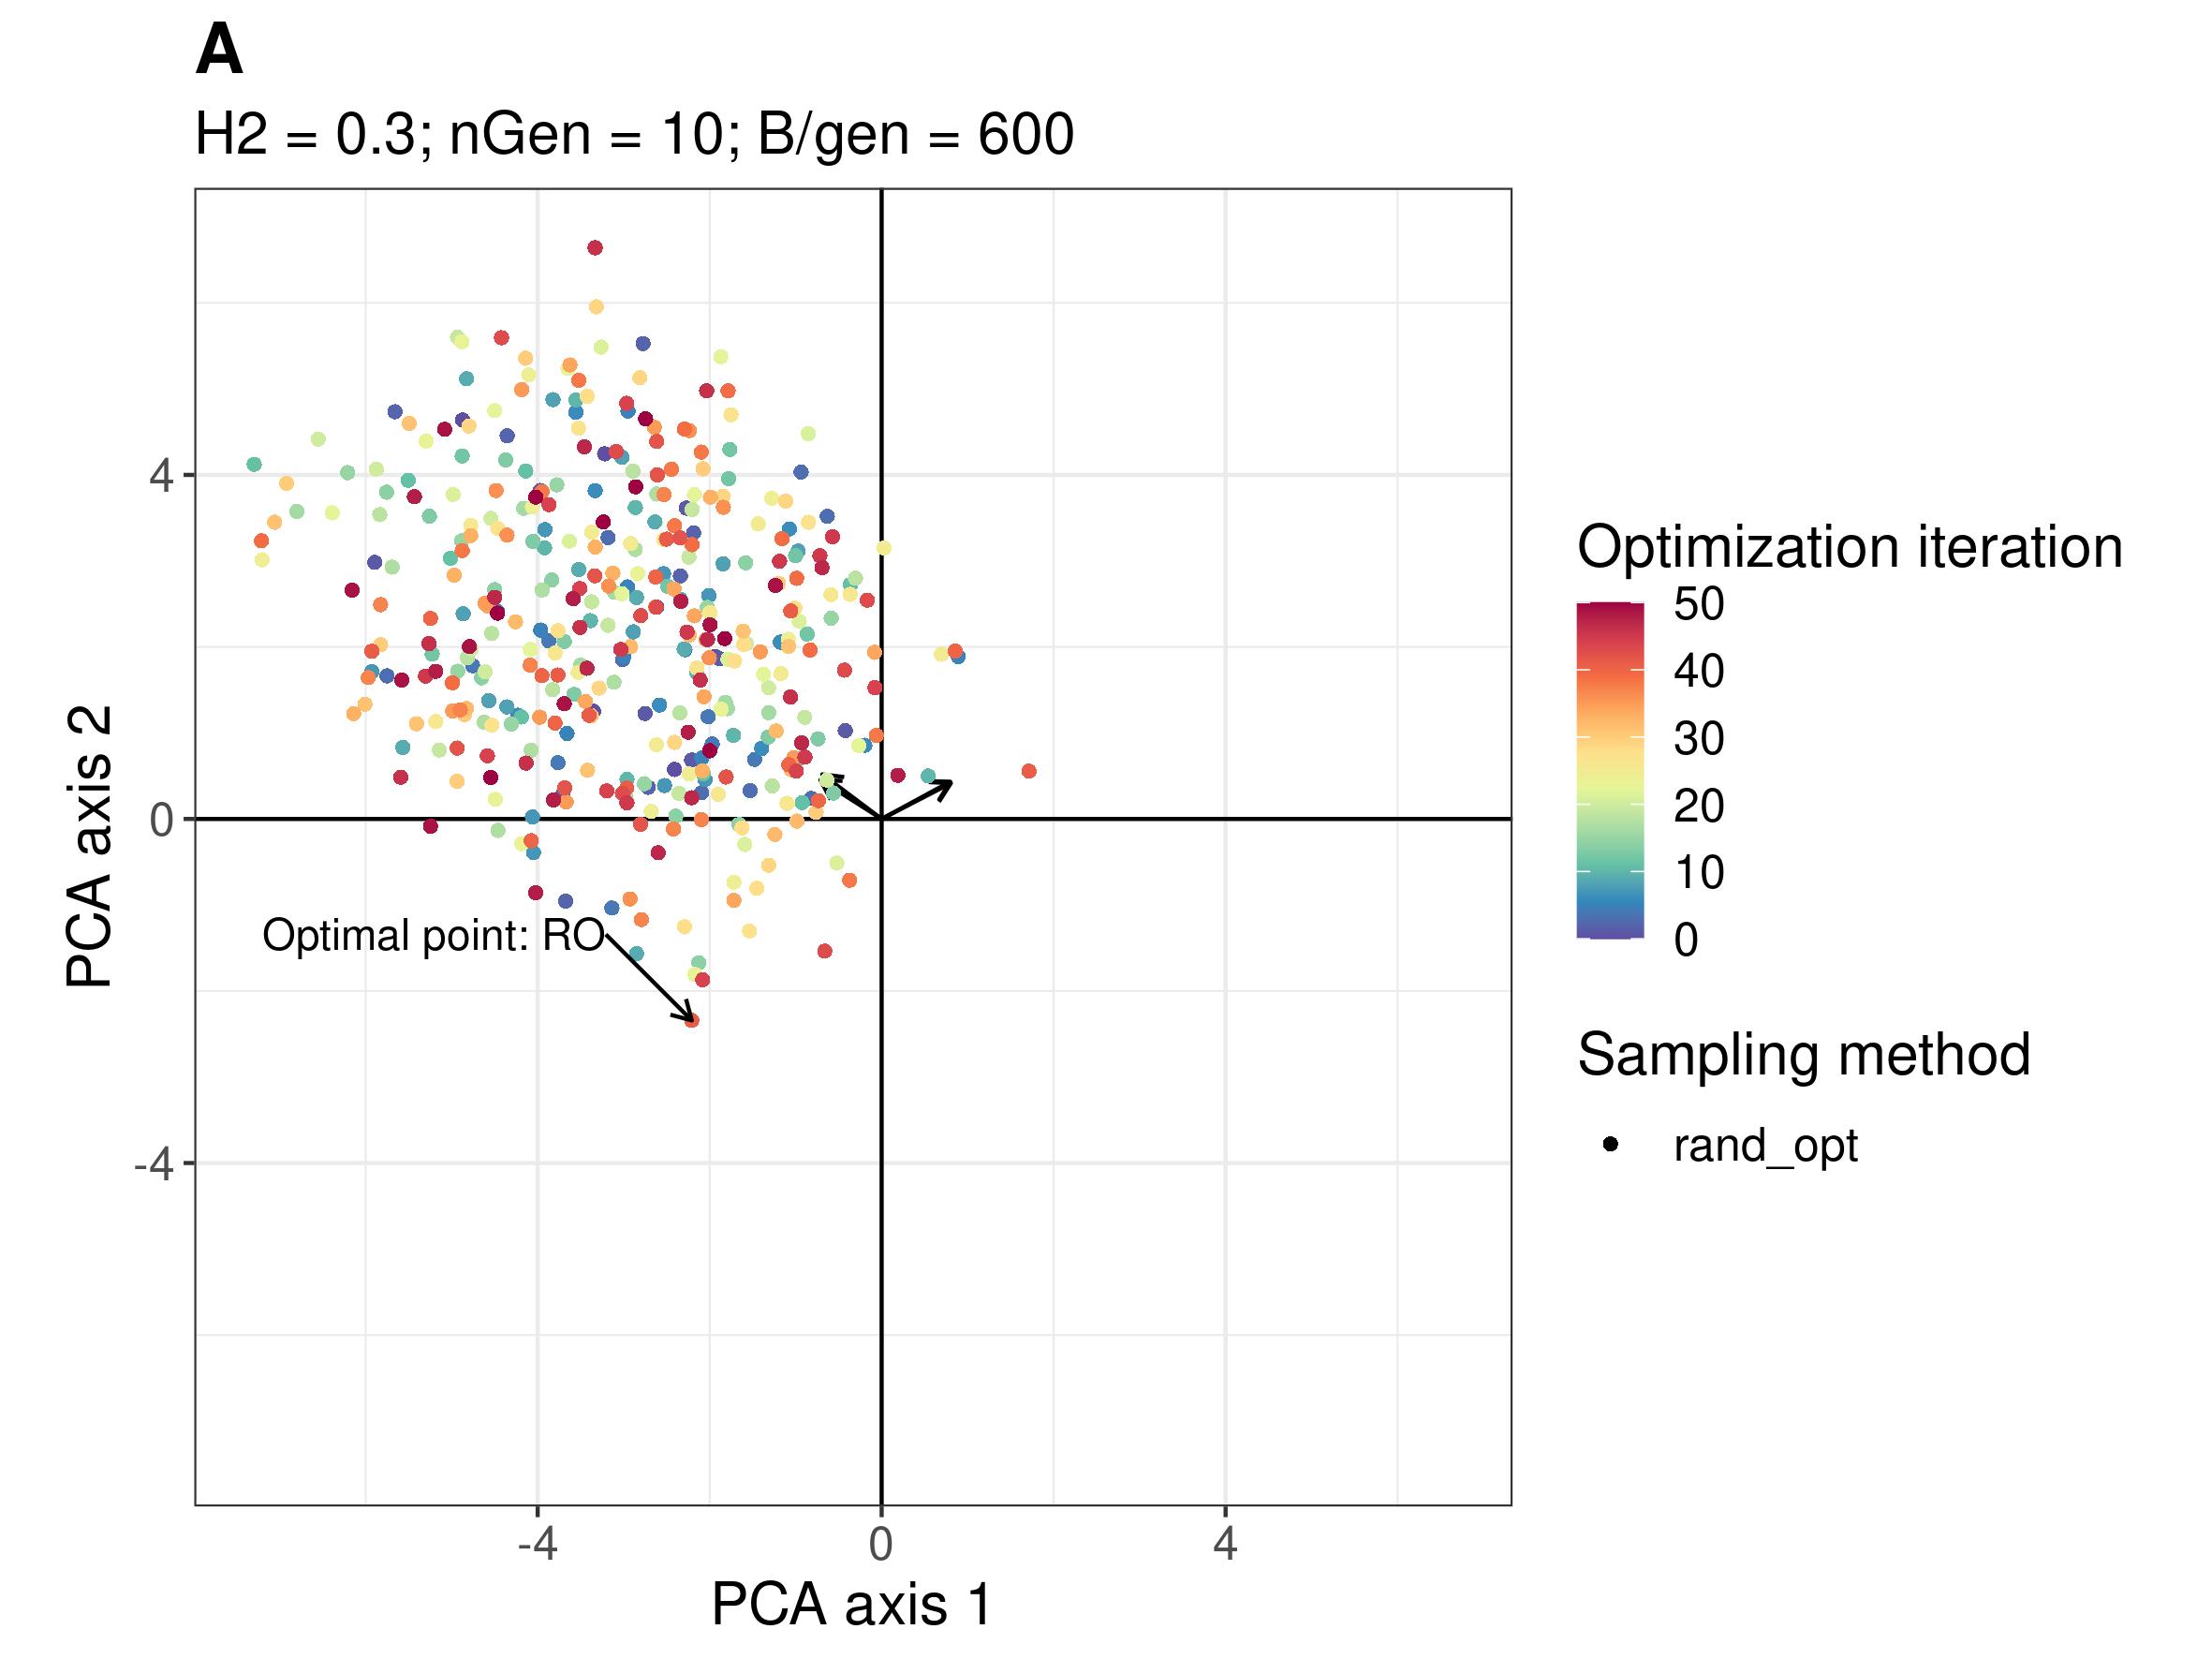 A
H2 = 0.3; nGen = 10; B/gen = 600
PCA axis 2
4
0
-4
Optimal point: RO
-4
0
4
PCA axis 1
Optimization iteration
50
40
30
20
10
0
Sampling method
rand_opt